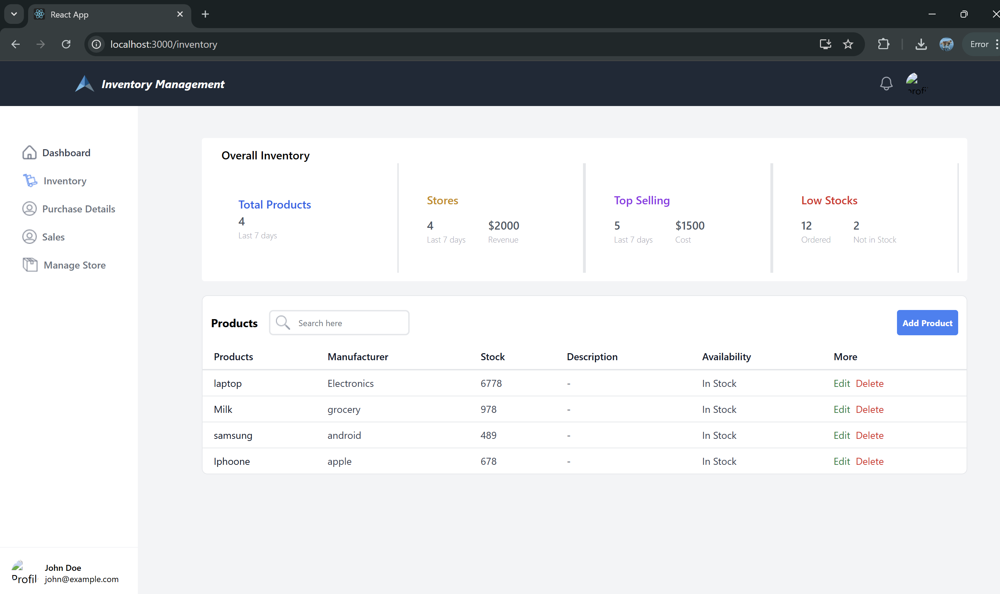 React App
localhost:3000/inventory
Error
Inventory Management
Dashboard
Inventory
Purchase Details
Sales
Manage Store
John Doe
john@example.com
Overall Inventory
Total Products
4
Last 7 days
Stores
4 $2000
Last 7 days Revenue
Top Selling
5 $1500
Last 7 days Cost
Low Stocks
12 2
Ordered Not in Stock
Products Search here Add Product
Products Manufacturer Stock Description Availability More
laptop Electronics 6778 - In Stock Edit Delete
Milk grocery 978 - In Stock Edit Delete
samsung android 489 - In Stock Edit Delete
Iphoone apple 678 - In Stock Edit Delete